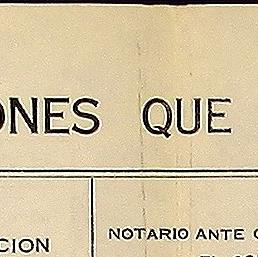 ONES QUE
NOTARIO ANTE
CION